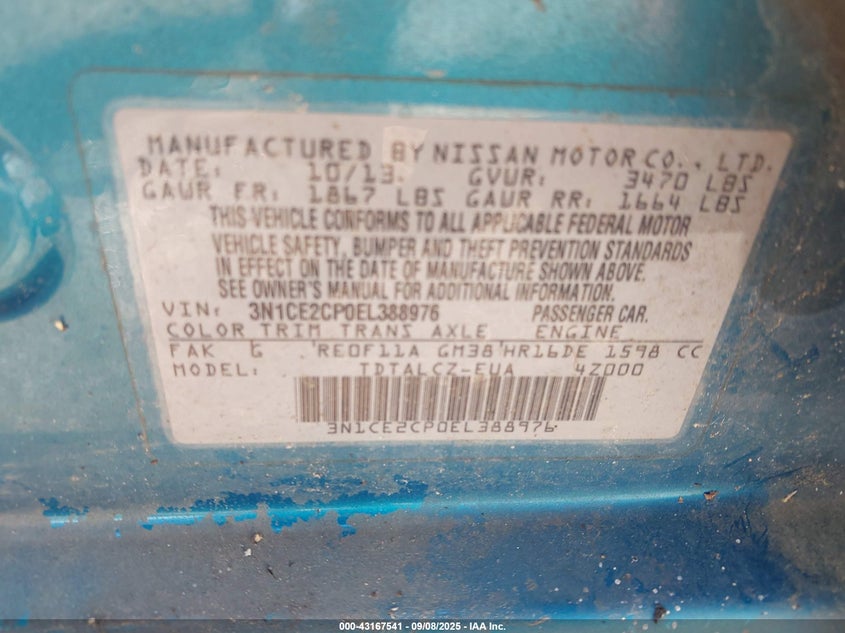 MANUFACTURED BY NISSAN MOTOR CO., LTD.
DATE: 10/13. GVWR: 3470 LBS
GAWR FR: 1867 LBS GAWR RR: 1664 LBS
THIS VEHICLE CONFORMS TO ALL APPLICABLE FEDERAL MOTOR
VEHICLE SAFETY, BUMPER AND THEFT PREVENTION STANDARDS
IN EFFECT ON THE DATE OF MANUFACTURE SHOWN ABOVE.
SEE OWNER'S MANUAL FOR ADDITIONAL INFORMATION.
VIN: 3N1CE2CP0EL388976 PASSENGER CAR.
COLOR TRIM TRANS AXLE ENGINE
FAK G RE0F11A GM38 HR16DE 1598 CC
MODEL: TDTALCZ-EUA 4Z000
3N1CE2CP0EL388976
000-43167541 - 09/08/2025 - IAA Inc.